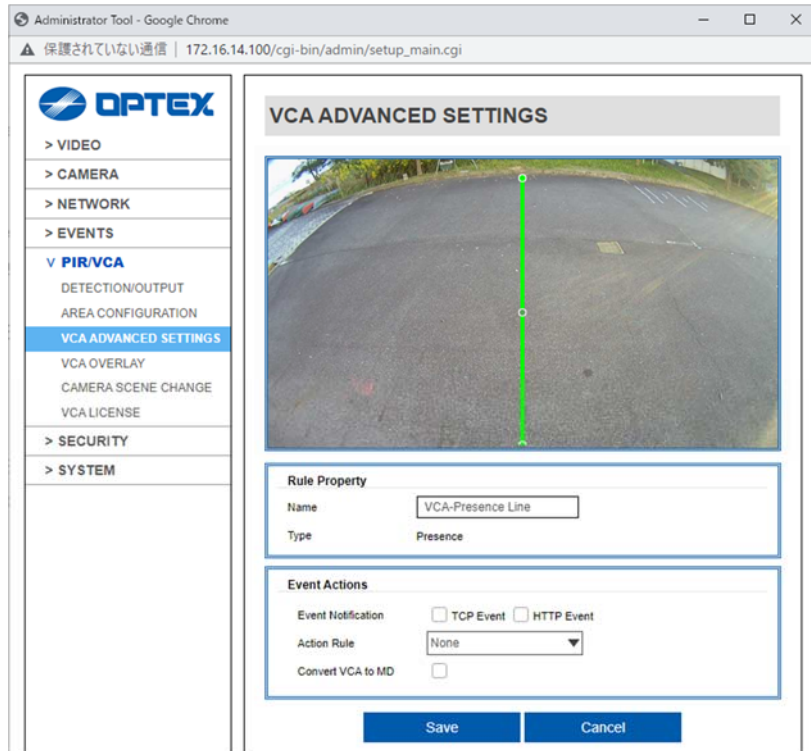 Administrator Tool - Google Chrome
保護されていない通信 | 172.16.14.100/cgi-bin/admin/setup_main.cgi
OPTEX
> VIDEO
> CAMERA
> NETWORK
> EVENTS
v PIR/VCA
DETECTION/OUTPUT
AREA CONFIGURATION
VCA ADVANCED SETTINGS
VCA OVERLAY
CAMERA SCENE CHANGE
VCA LICENSE
> SECURITY
> SYSTEM
VCA ADVANCED SETTINGS
Rule Property
Name VCA-Presence Line
Type Presence
Event Actions
Event Notification TCP Event HTTP Event
Action Rule None
Convert VCA to MD
Save Cancel